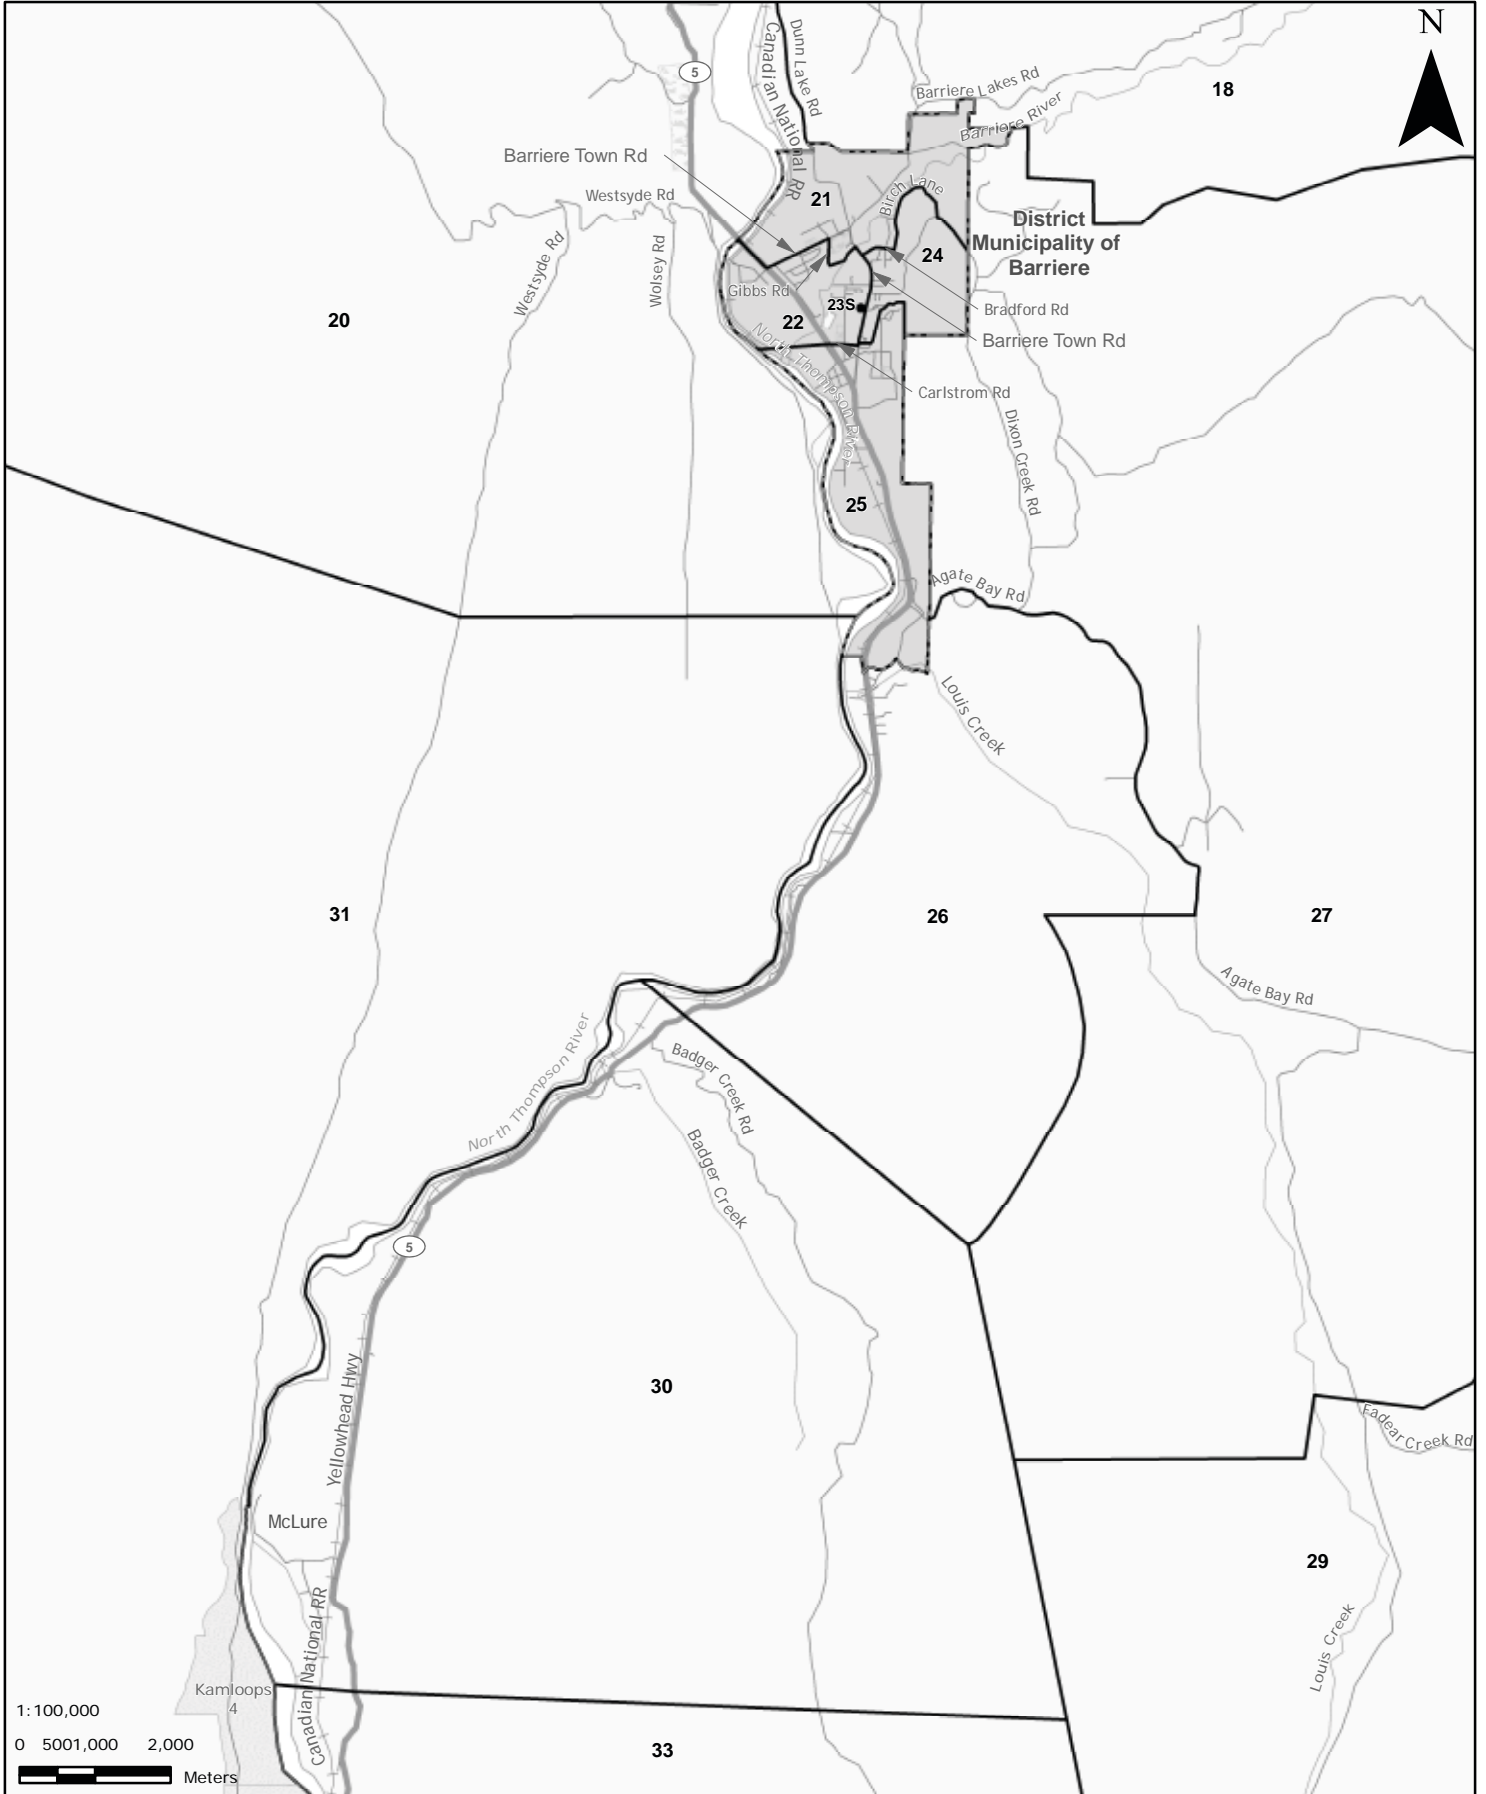 N
5
Canadian National RR
Dunn Lake Rd
Barriere Lakes Rd
18
Barriere River
Barriere Town Rd
Westsyde Rd
21
Birch Lane
District
Municipality of
Barriere
24
Westsyde Rd
Wolsey Rd
Gibbs Rd
23S
Bradford Rd
20
22
Barriere Town Rd
North Thompson River
Carlstrom Rd
Dixon Creek Rd
25
Agate Bay Rd
Louis Creek
31
26
27
Agate Bay Rd
North Thompson River
Badger Creek Rd
Badger Creek
5
Yellowhead Hwy
30
Eadear Creek Rd
McLure
29
Canadian National RR
Louis Creek
Kamloops
4
1:100,000
33
0 5001,000 2,000
Meters